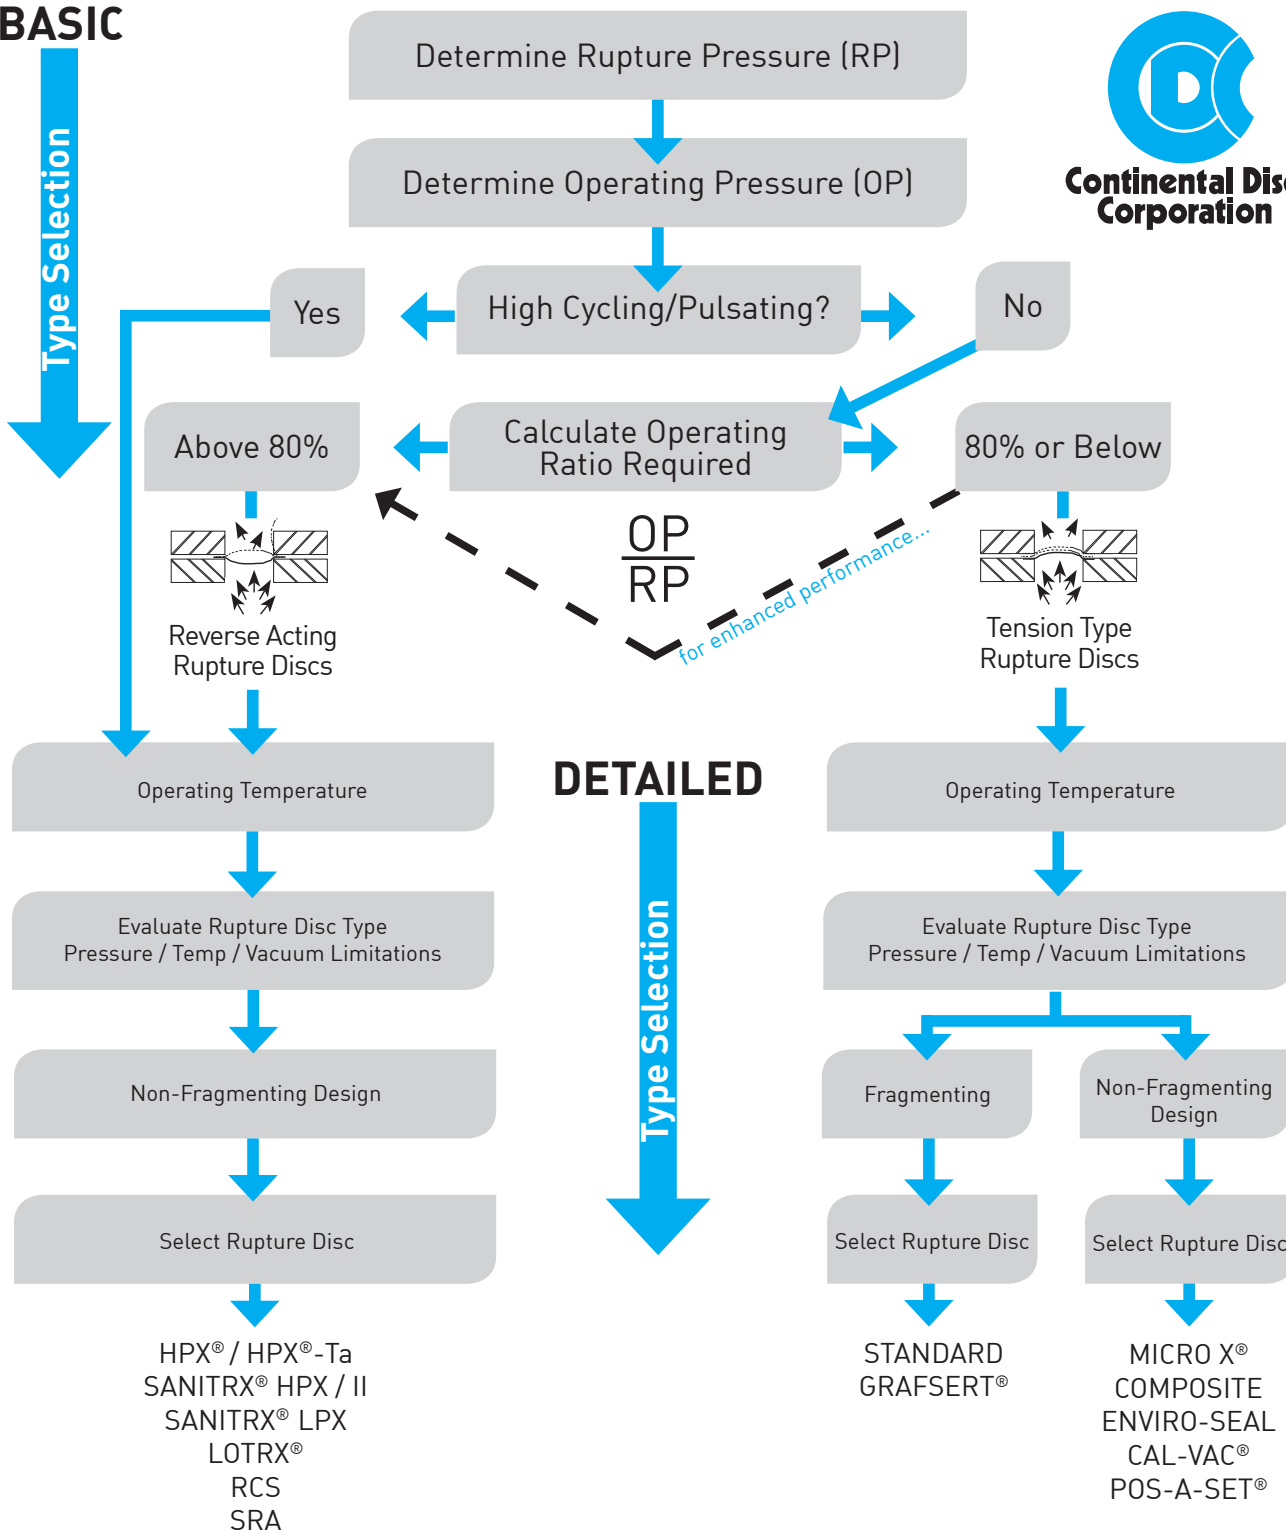 BASIC
Type Selection
Determine Rupture Pressure (RP)
Continental Disc
Corporation
Determine Operating Pressure (OP)
Yes
High Cycling/Pulsating?
No
Above 80%
Calculate Operating
Ratio Required
80% or Below
OP
RP
for enhanced performance...
Reverse Acting
Rupture Discs
Tension Type
Rupture Discs
Operating Temperature
DETAILED
Type Selection
Operating Temperature
Evaluate Rupture Disc Type
Pressure / Temp / Vacuum Limitations
Evaluate Rupture Disc Type
Pressure / Temp / Vacuum Limitations
Non-Fragmenting Design
Fragmenting
Non-Fragmenting
Design
Select Rupture Disc
Select Rupture Disc
Select Rupture Disc
HPX® / HPX®-Ta
SANITRX® HPX / II
SANITRX® LPX
LOTRX®
RCS
SRA
STANDARD
GRAFSERT®
MICRO X®
COMPOSITE
ENVIRO-SEAL
CAL-VAC®
POS-A-SET®